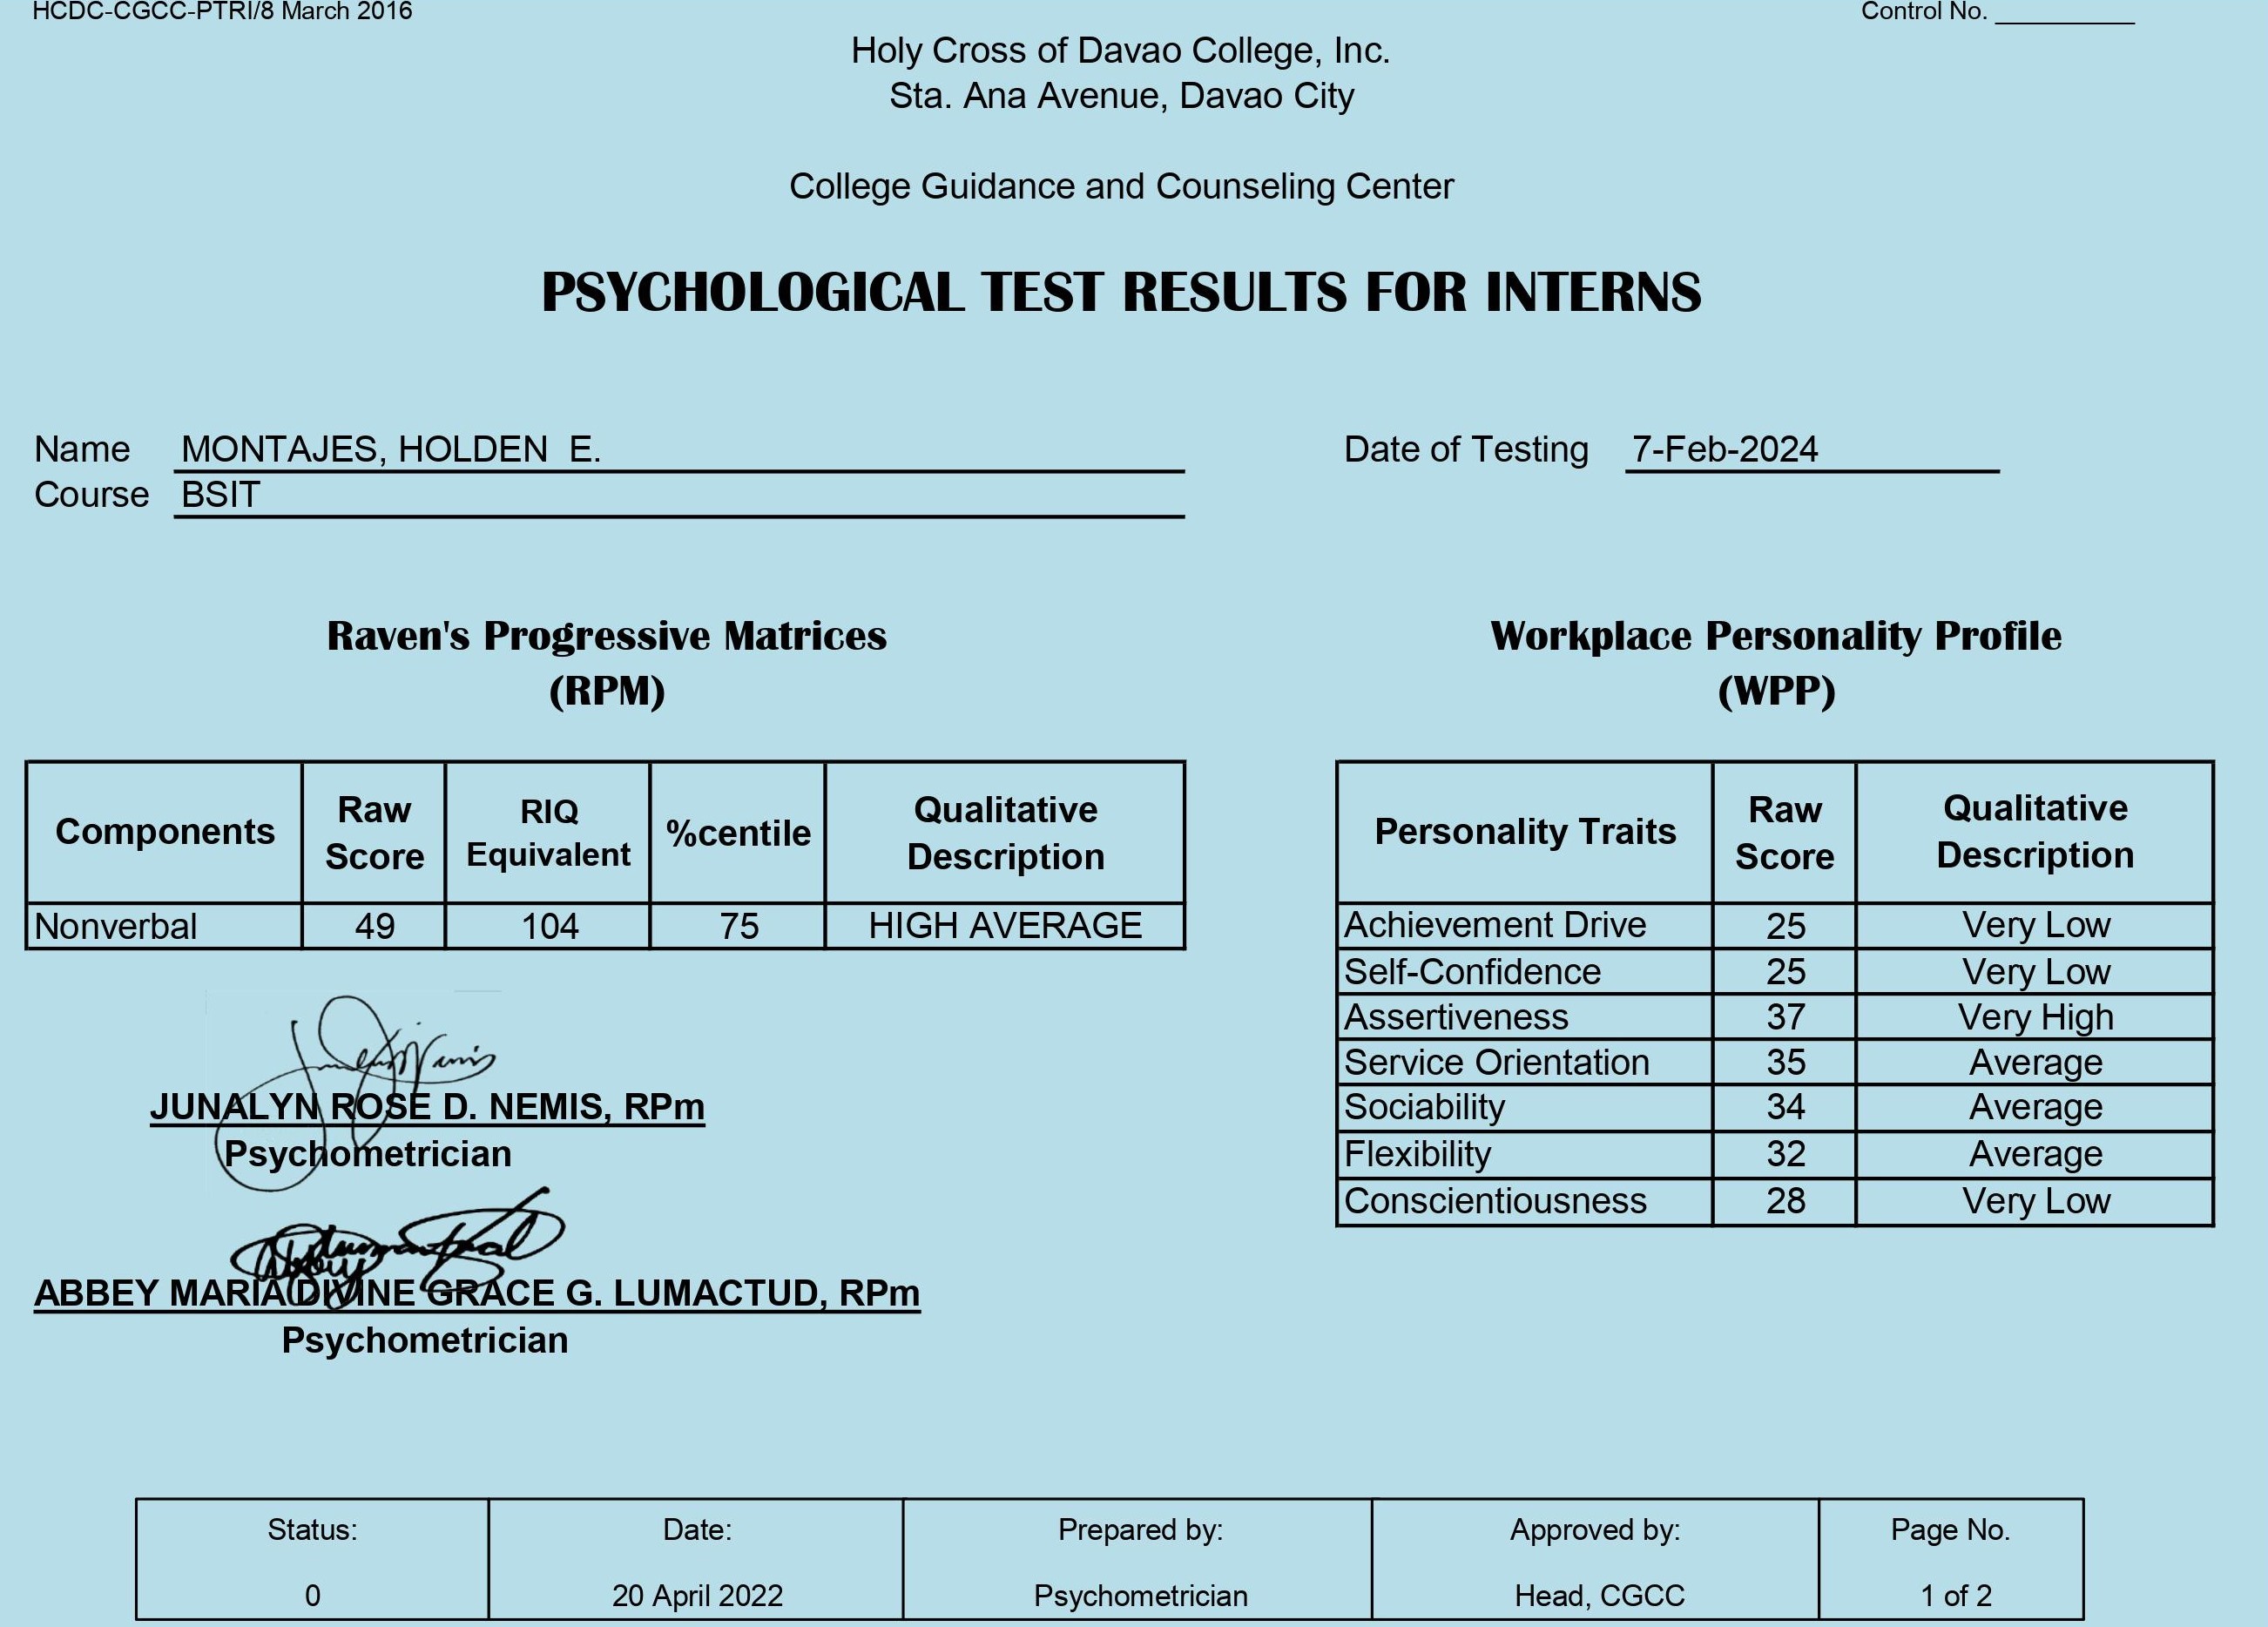 HCDC-CGCC-PTRI/8 March 2016 Control No. __________
Holy Cross of Davao College, Inc.
Sta. Ana Avenue, Davao City
College Guidance and Counseling Center
PSYCHOLOGICAL TEST RESULTS FOR INTERNS
Name MONTAJES, HOLDEN E. Date of Testing 7-Feb-2024
Course BSIT
Raven's Progressive Matrices
(RPM)
Components Raw Score RIQ Equivalent %centile Qualitative Description
Nonverbal 49 104 75 HIGH AVERAGE
JUNALYN ROSE D. NEMIS, RPm
Psychometrician
ABBEY MARIA DIVINE GRACE G. LUMACTUD, RPm
Psychometrician
Workplace Personality Profile
(WPP)
Personality Traits Raw Score Qualitative Description
Achievement Drive 25 Very Low
Self-Confidence 25 Very Low
Assertiveness 37 Very High
Service Orientation 35 Average
Sociability 34 Average
Flexibility 32 Average
Conscientiousness 28 Very Low
Status: Date: Prepared by: Approved by: Page No.
0 20 April 2022 Psychometrician Head, CGCC 1 of 2